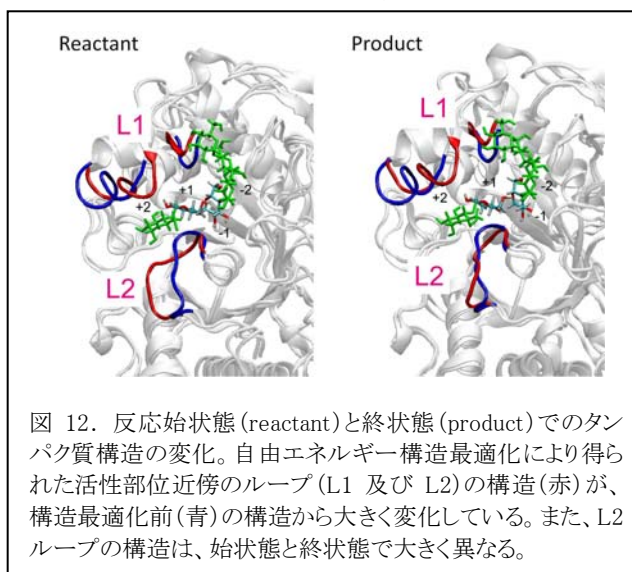 Reactant
Product
L1
L1
+1
+1
-2
-2
+2
+2
-1
-1
L2
L2
図 12. 反応始状態(reactant)と終状態(product)でのタン
パク質構造の変化。自由エネルギー構造最適化により得ら
れた活性部位近傍のループ(L1 及び L2)の構造(赤)が、
構造最適化前(青)の構造から大きく変化している。また、L2
ループの構造は、始状態と終状態で大きく異なる。